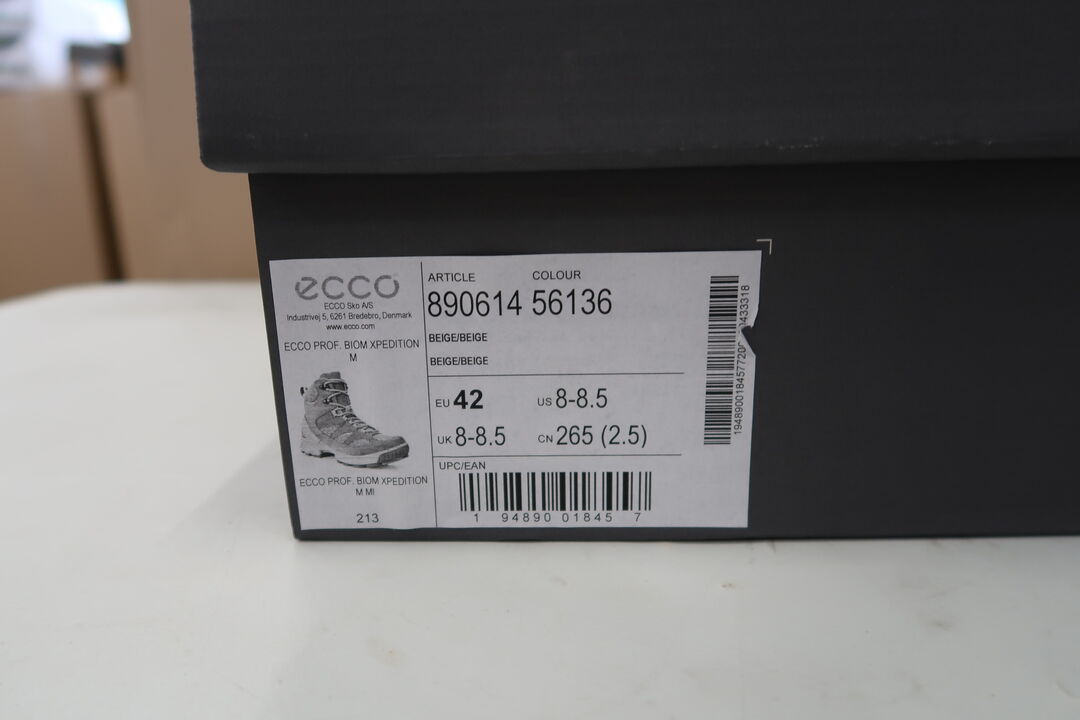 ecco
ECCO Sko A/S
Industrivej 5, 6261 Bredebro, Denmark
www.ecco.com
ECCO PROF. BIOM XPEDITION
M
ECCO PROF. BIOM XPEDITION
M MI
213
ARTICLE COLOUR
890614 56136
BEIGE/BEIGE
BEIGE/BEIGE
EU 42 US 8-8.5
UK 8-8.5 CN 265 (2.5)
UPC/EAN
1 94890 01845 7